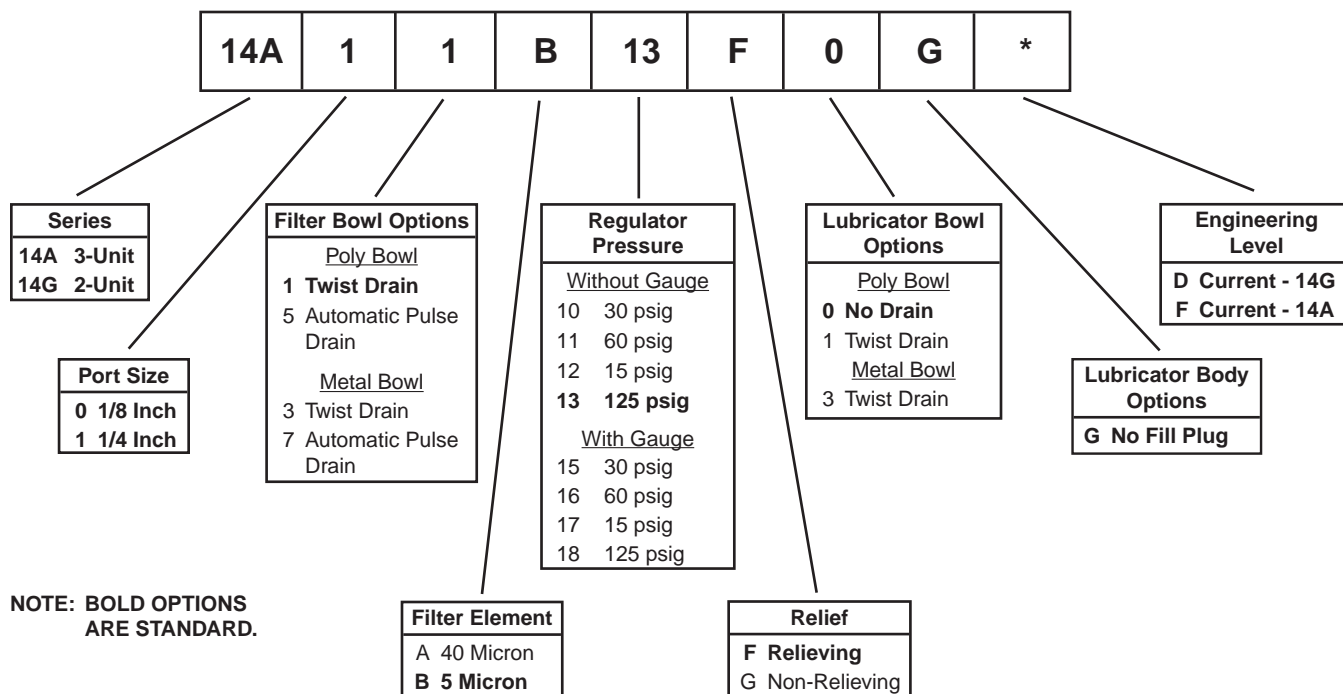 14A 1 1 B 13 F 0 G *
Series
14A 3-Unit
14G 2-Unit
Port Size
0 1/8 Inch
1 1/4 Inch
Filter Bowl Options
Poly Bowl
1 Twist Drain
5 Automatic Pulse
Drain
Metal Bowl
3 Twist Drain
7 Automatic Pulse
Drain
Filter Element
A 40 Micron
B 5 Micron
Regulator
Pressure
Without Gauge
10 30 psig
11 60 psig
12 15 psig
13 125 psig
With Gauge
15 30 psig
16 60 psig
17 15 psig
18 125 psig
Relief
F Relieving
G Non-Relieving
Lubricator Bowl
Options
Poly Bowl
0 No Drain
1 Twist Drain
Metal Bowl
3 Twist Drain
Lubricator Body
Options
G No Fill Plug
Engineering
Level
D Current - 14G
F Current - 14A
NOTE: BOLD OPTIONS
ARE STANDARD.